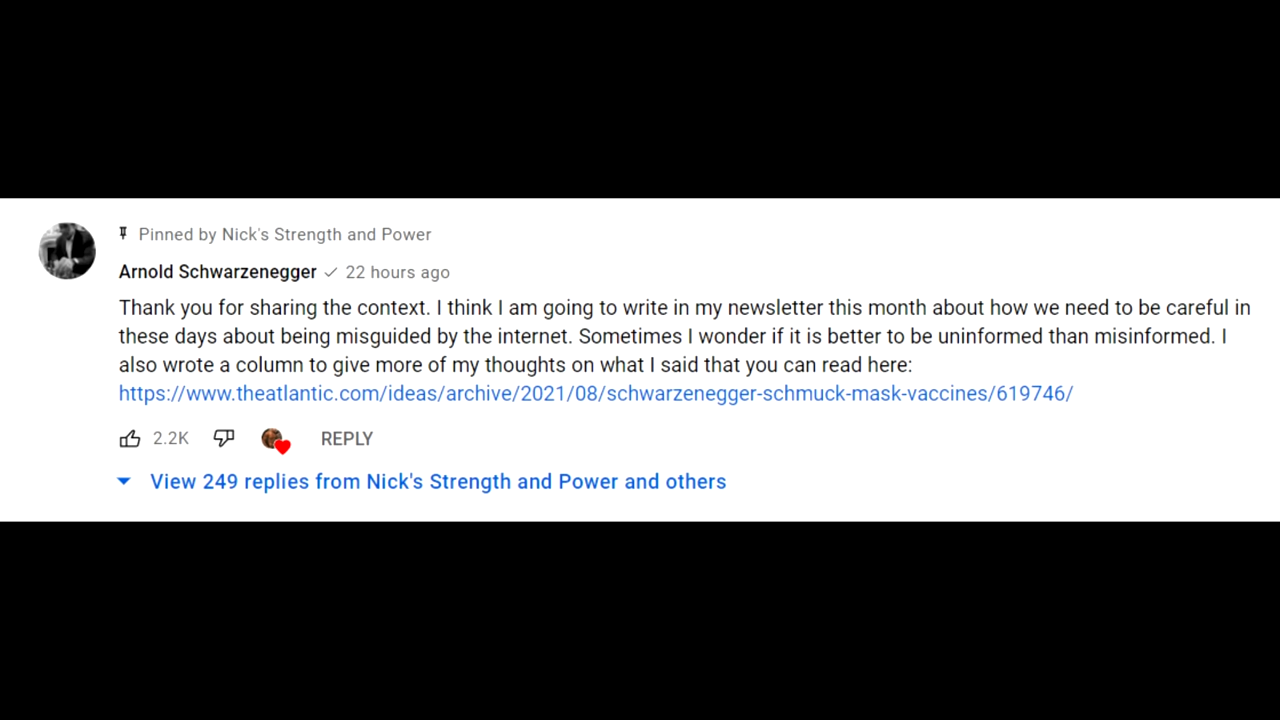 Pinned by Nick's Strength and Power
Arnold Schwarzenegger 22 hours ago
Thank you for sharing the context. I think I am going to write in my newsletter this month about how we need to be careful in
these days about being misguided by the internet. Sometimes I wonder if it is better to be uninformed than misinformed. I
also wrote a column to give more of my thoughts on what I said that you can read here:
https://www.theatlantic.com/ideas/archive/2021/08/schwarzenegger-schmuck-mask-vaccines/619746/
2.2K REPLY
View 249 replies from Nick's Strength and Power and others